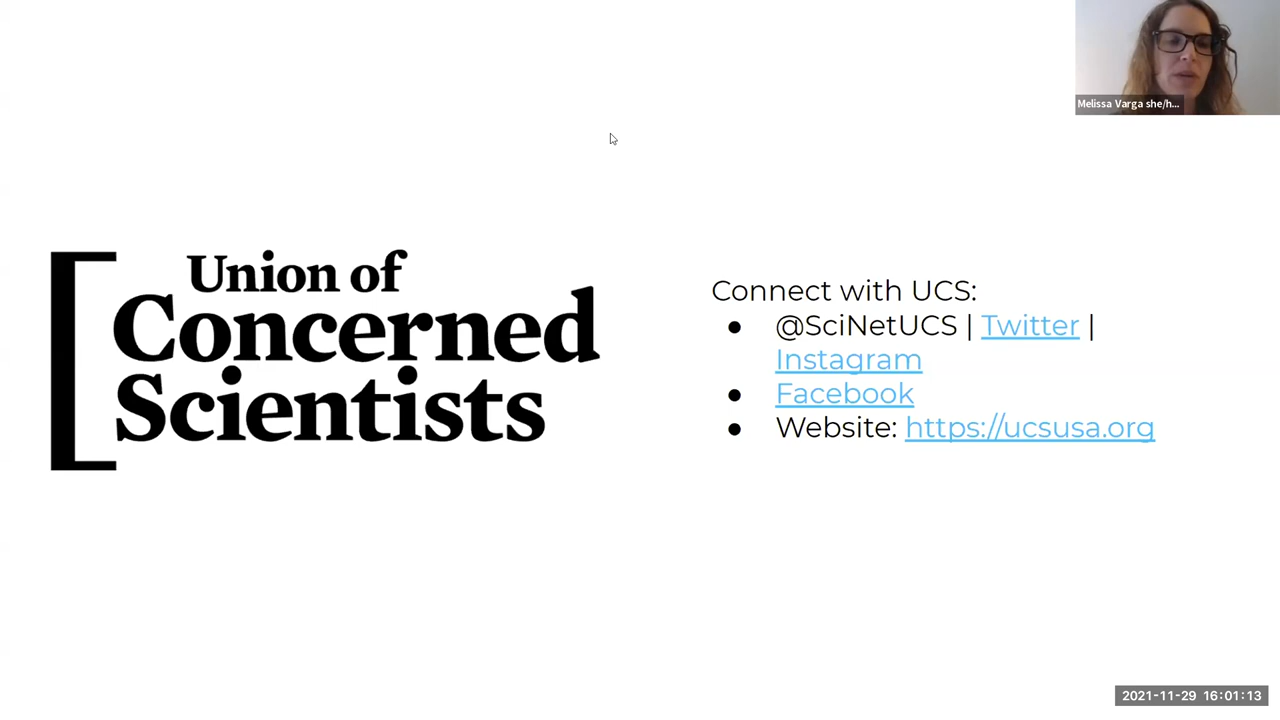 Melissa Varga she/h...
Union of
Concerned
Scientists
Connect with UCS:
● @SciNetUCS | Twitter |
Instagram
● Facebook
● Website: https://ucsusa.org
2021-11-29 16:01:13